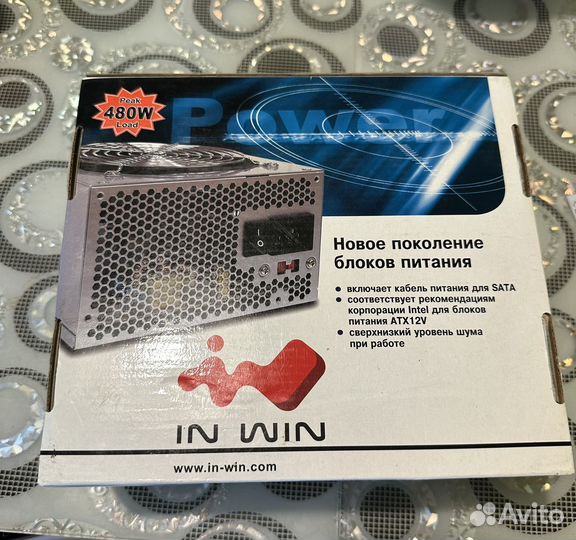 Peak
480W
Load
Power
Новое поколение
блоков питания
• включает кабель питания для SATA
• соответствует рекомендациям
корпорации Intel для блоков
питания ATX12V
• сверхнизкий уровень шума
при работе
IN WIN
www.in-win.com
Avito